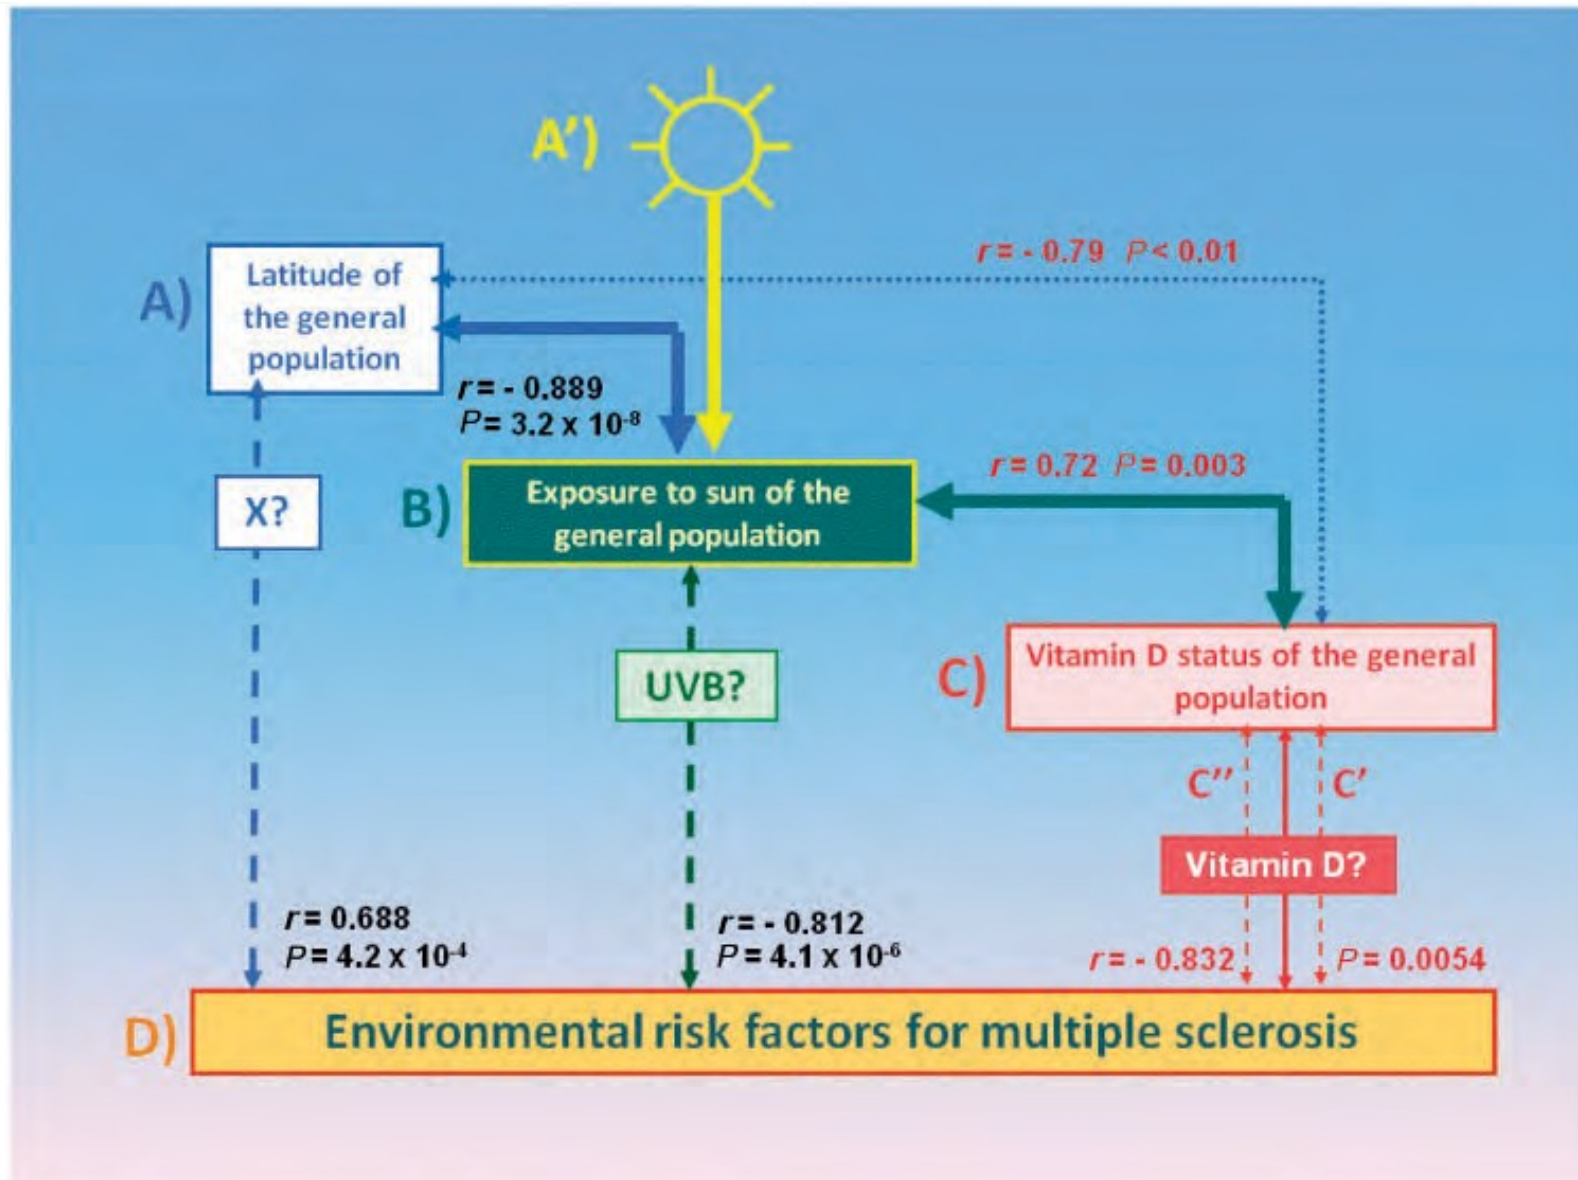 A')
r = - 0.79 P < 0.01
A)
Latitude of
the general
population
r = - 0.889
P = 3.2 x 10-8
r = 0.72 P = 0.003
X?
B)
Exposure to sun of the
general population
UVB?
C)
Vitamin D status of the general
population
C''
C'
Vitamin D?
r = 0.688
P = 4.2 x 10-4
r = - 0.812
P = 4.1 x 10-6
r = - 0.832
P = 0.0054
D)
Environmental risk factors for multiple sclerosis